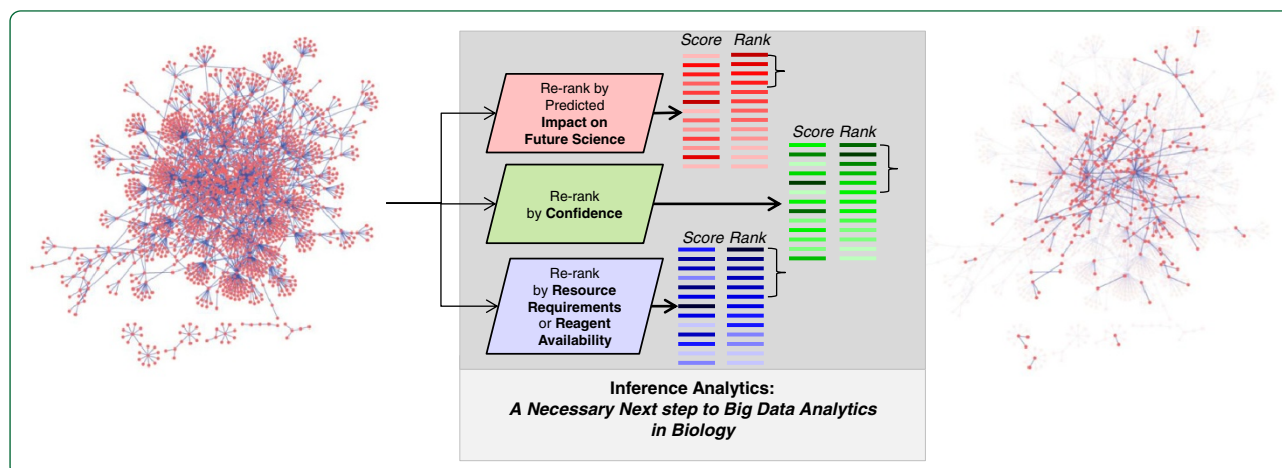 Score Rank
Re-rank by
Predicted
Impact on
Future Science
Score Rank
Re-rank
by Confidence
Score Rank
Re-rank
by Resource
Requirements
or Reagent
Availability
Inference Analytics:
A Necessary Next step to Big Data Analytics
in Biology